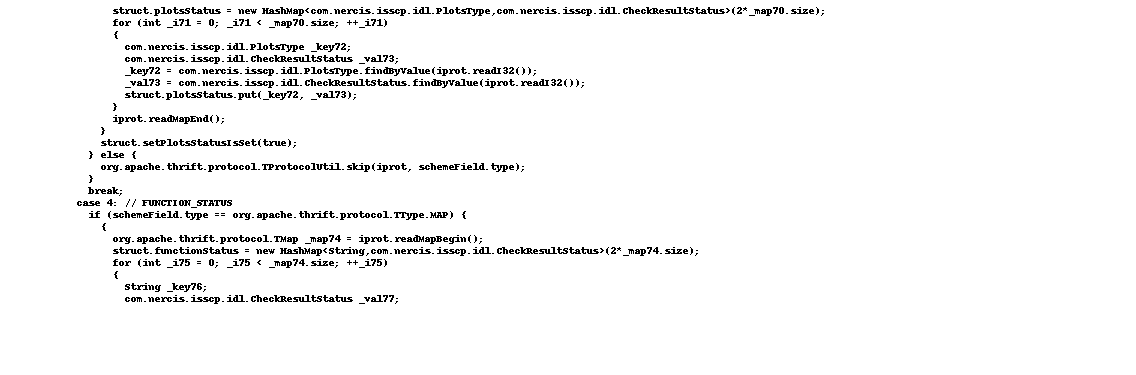 struct.plotsStatus = new HashMap<com.nercis.isscp.idl.PlotsType,com.nercis.isscp.idl.CheckResultStatus>(2*_map70.size);
for (int _i71 = 0; _i71 < _map70.size; ++_i71)
{
com.nercis.isscp.idl.PlotsType _key72;
com.nercis.isscp.idl.CheckResultStatus _val73;
_key72 = com.nercis.isscp.idl.PlotsType.findByValue(iprot.readI32());
_val73 = com.nercis.isscp.idl.CheckResultStatus.findByValue(iprot.readI32());
struct.plotsStatus.put(_key72, _val73);
}
iprot.readMapEnd();
}
struct.setPlotsStatusIsSet(true);
} else {
org.apache.thrift.protocol.TProtocolUtil.skip(iprot, schemeField.type);
}
break;
case 4: // FUNCTION_STATUS
if (schemeField.type == org.apache.thrift.protocol.TType.MAP) {
{
org.apache.thrift.protocol.TMap _map74 = iprot.readMapBegin();
struct.functionStatus = new HashMap<String,com.nercis.isscp.idl.CheckResultStatus>(2*_map74.size);
for (int _i75 = 0; _i75 < _map74.size; ++_i75)
{
String _key76;
com.nercis.isscp.idl.CheckResultStatus _val77;